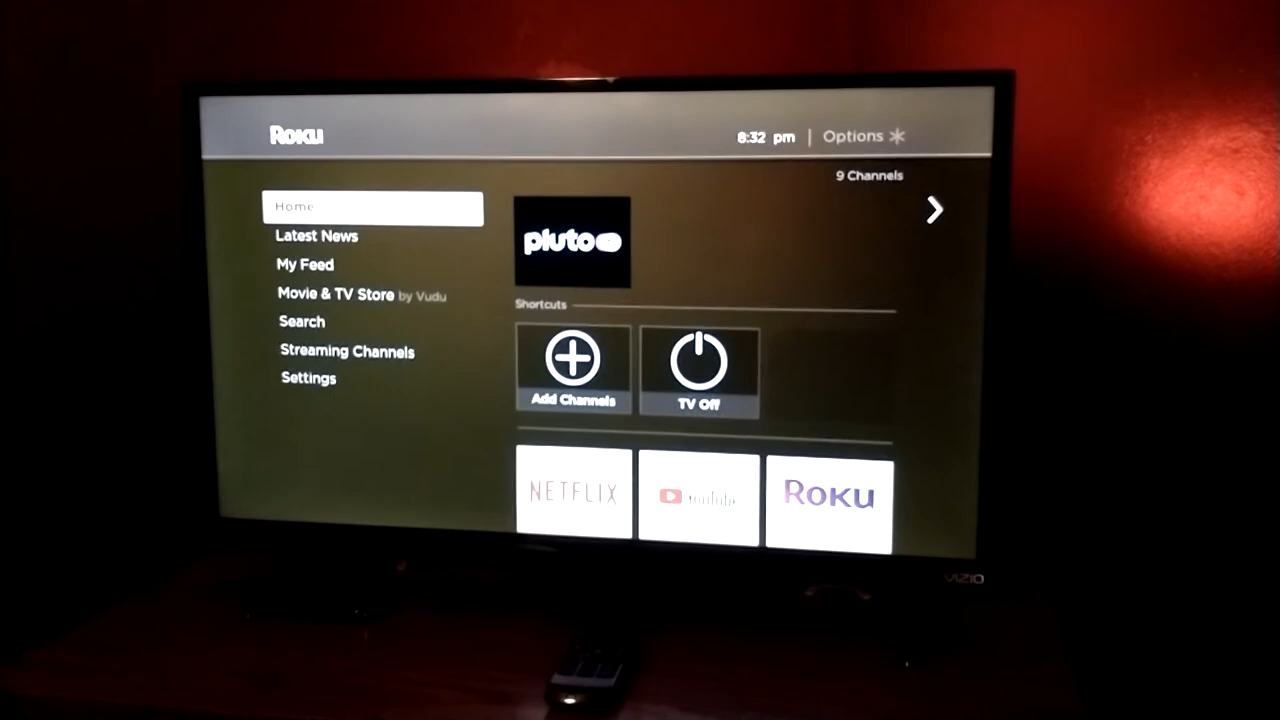 Roku
8:32 pm | Options
9 Channels
Home
Latest News
My Feed
Movie & TV Store by Vudu
Search
Streaming Channels
Settings
pluto
Shortcuts
Add Channels
TV Off
NETFLIX
YouTube
Roku
VIZIO